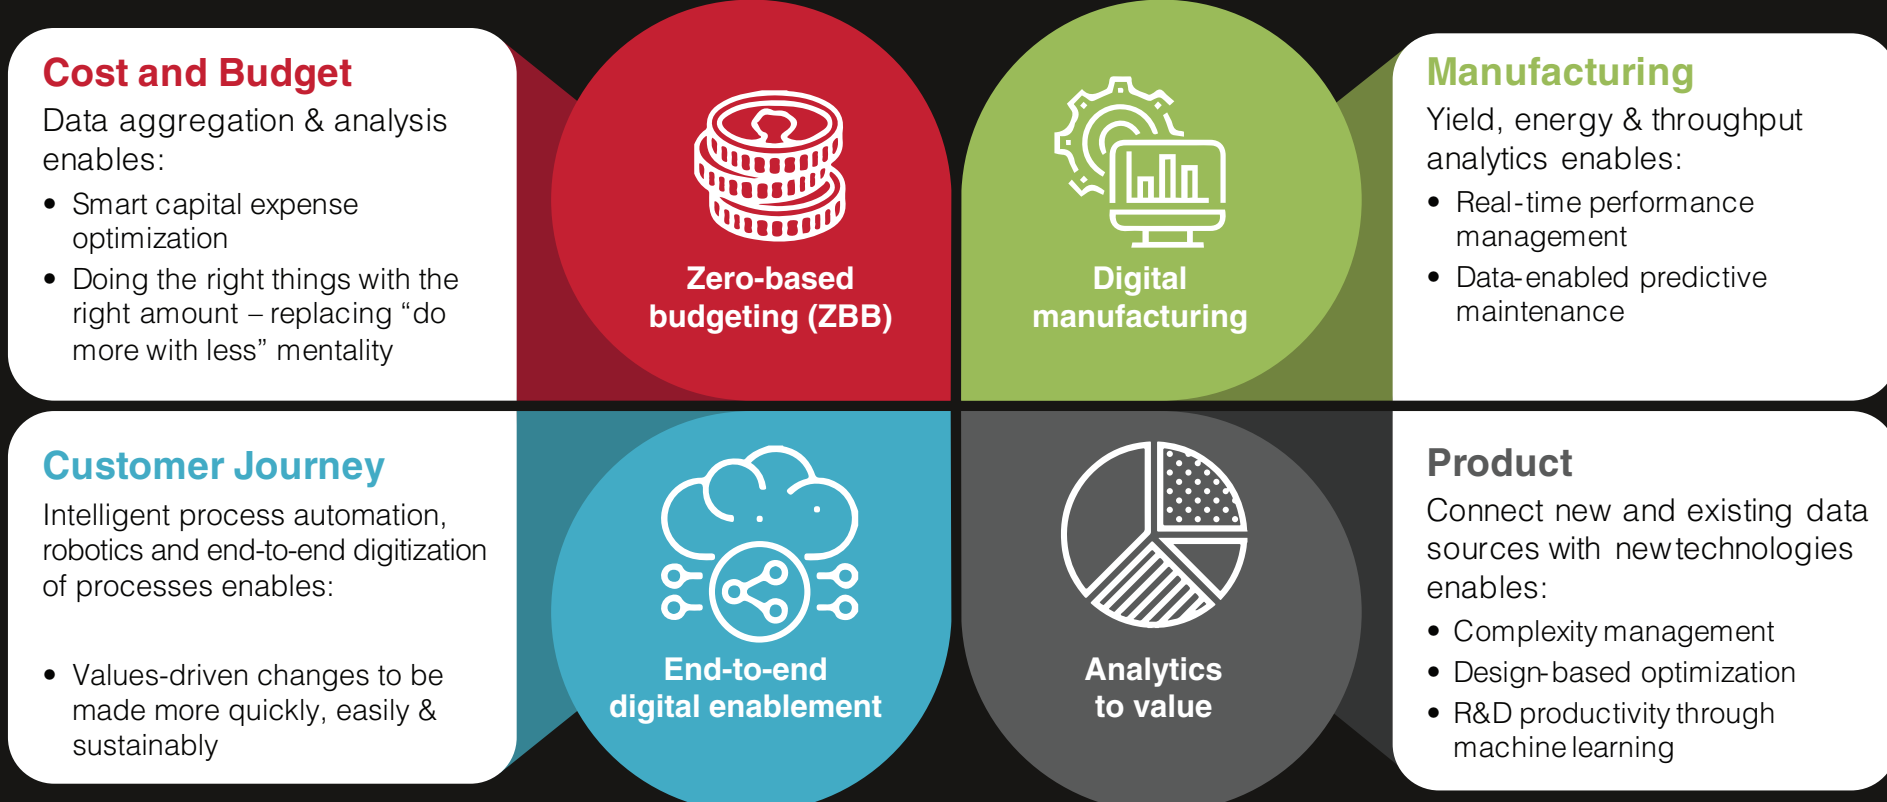 Cost and Budget
Data aggregation & analysis
enables:
• Smart capital expense
optimization
• Doing the right things with the
right amount – replacing “do
more with less” mentality
Zero-based
budgeting (ZBB)
Digital
manufacturing
Manufacturing
Yield, energy & throughput
analytics enables:
• Real-time performance
management
• Data-enabled predictive
maintenance
Customer Journey
Intelligent process automation,
robotics and end-to-end digitization
of processes enables:
• Values-driven changes to be
made more quickly, easily &
sustainably
End-to-end
digital enablement
Analytics
to value
Product
Connect new and existing data
sources with new technologies
enables:
• Complexity management
• Design-based optimization
• R&D productivity through
machine learning